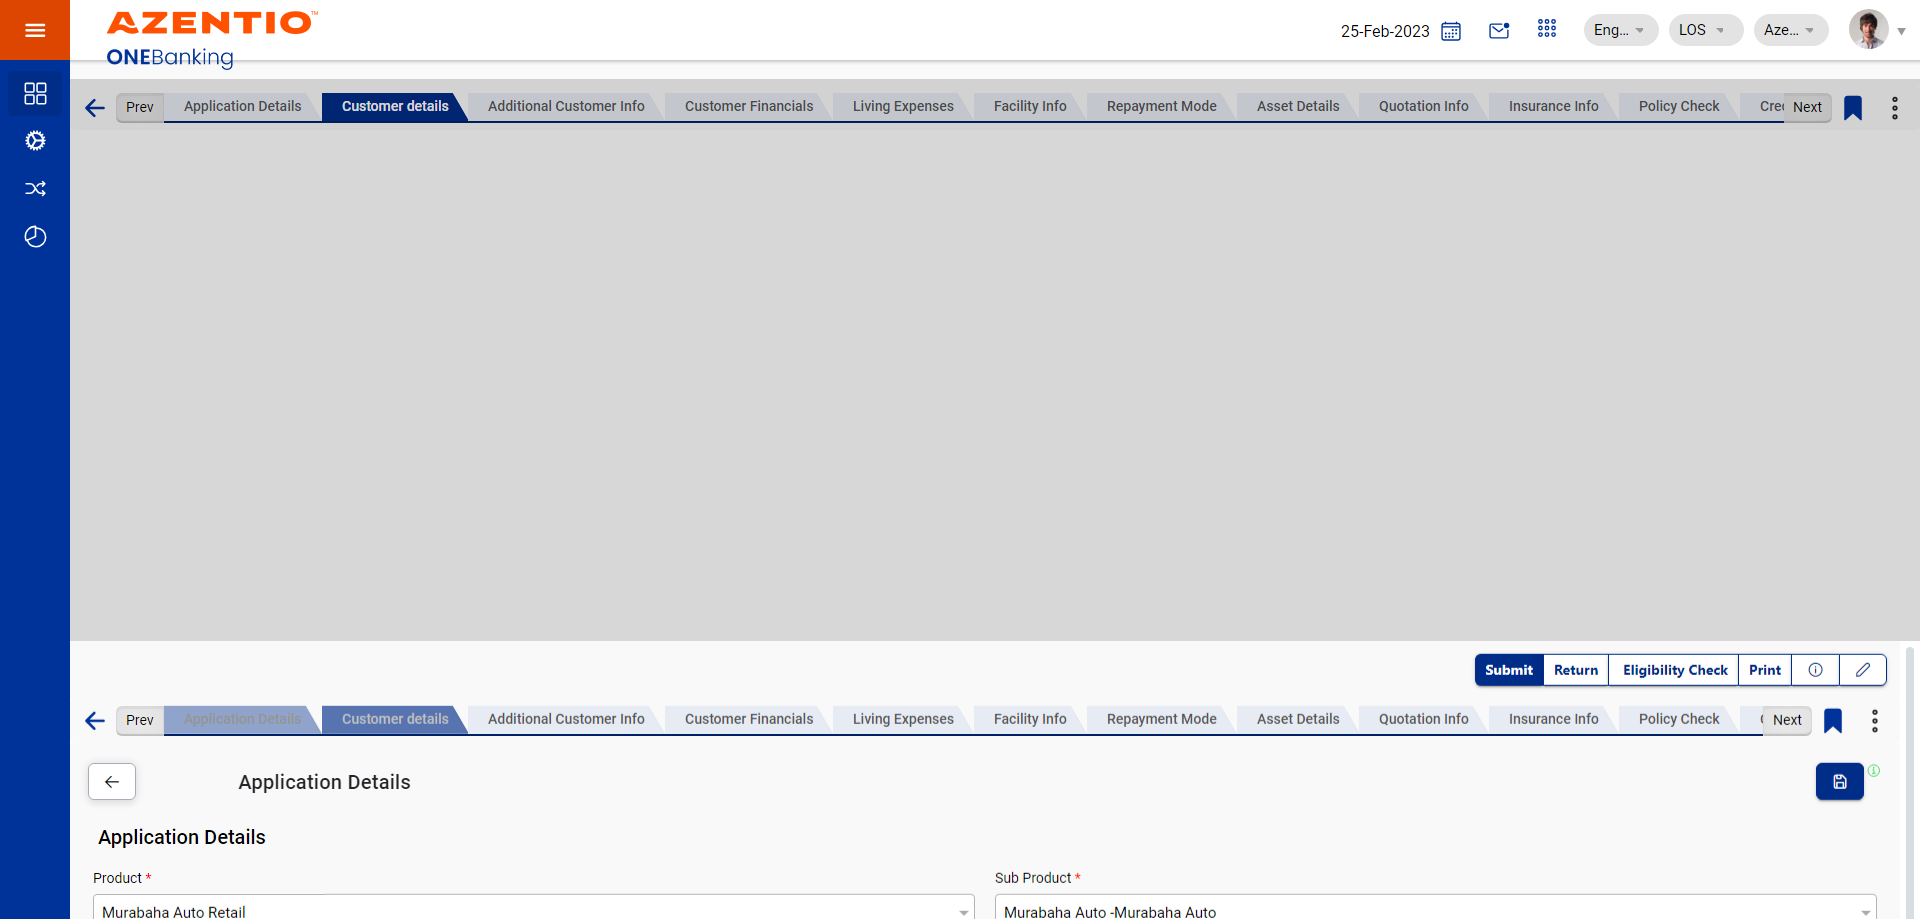 AZENTIO™
ONEBanking
25-Feb-2023
Eng...
LOS
Aze...
Prev
Application Details
Customer details
Additional Customer Info
Customer Financials
Living Expenses
Facility Info
Repayment Mode
Asset Details
Quotation Info
Insurance Info
Policy Check
Cre
Next
Submit
Return
Eligibility Check
Print
Prev
Application Details
Customer details
Additional Customer Info
Customer Financials
Living Expenses
Facility Info
Repayment Mode
Asset Details
Quotation Info
Insurance Info
Policy Check
Next
Application Details
Application Details
Product *
Sub Product *
Murabaha Auto Retail
Murabaha Auto -Murabaha Auto